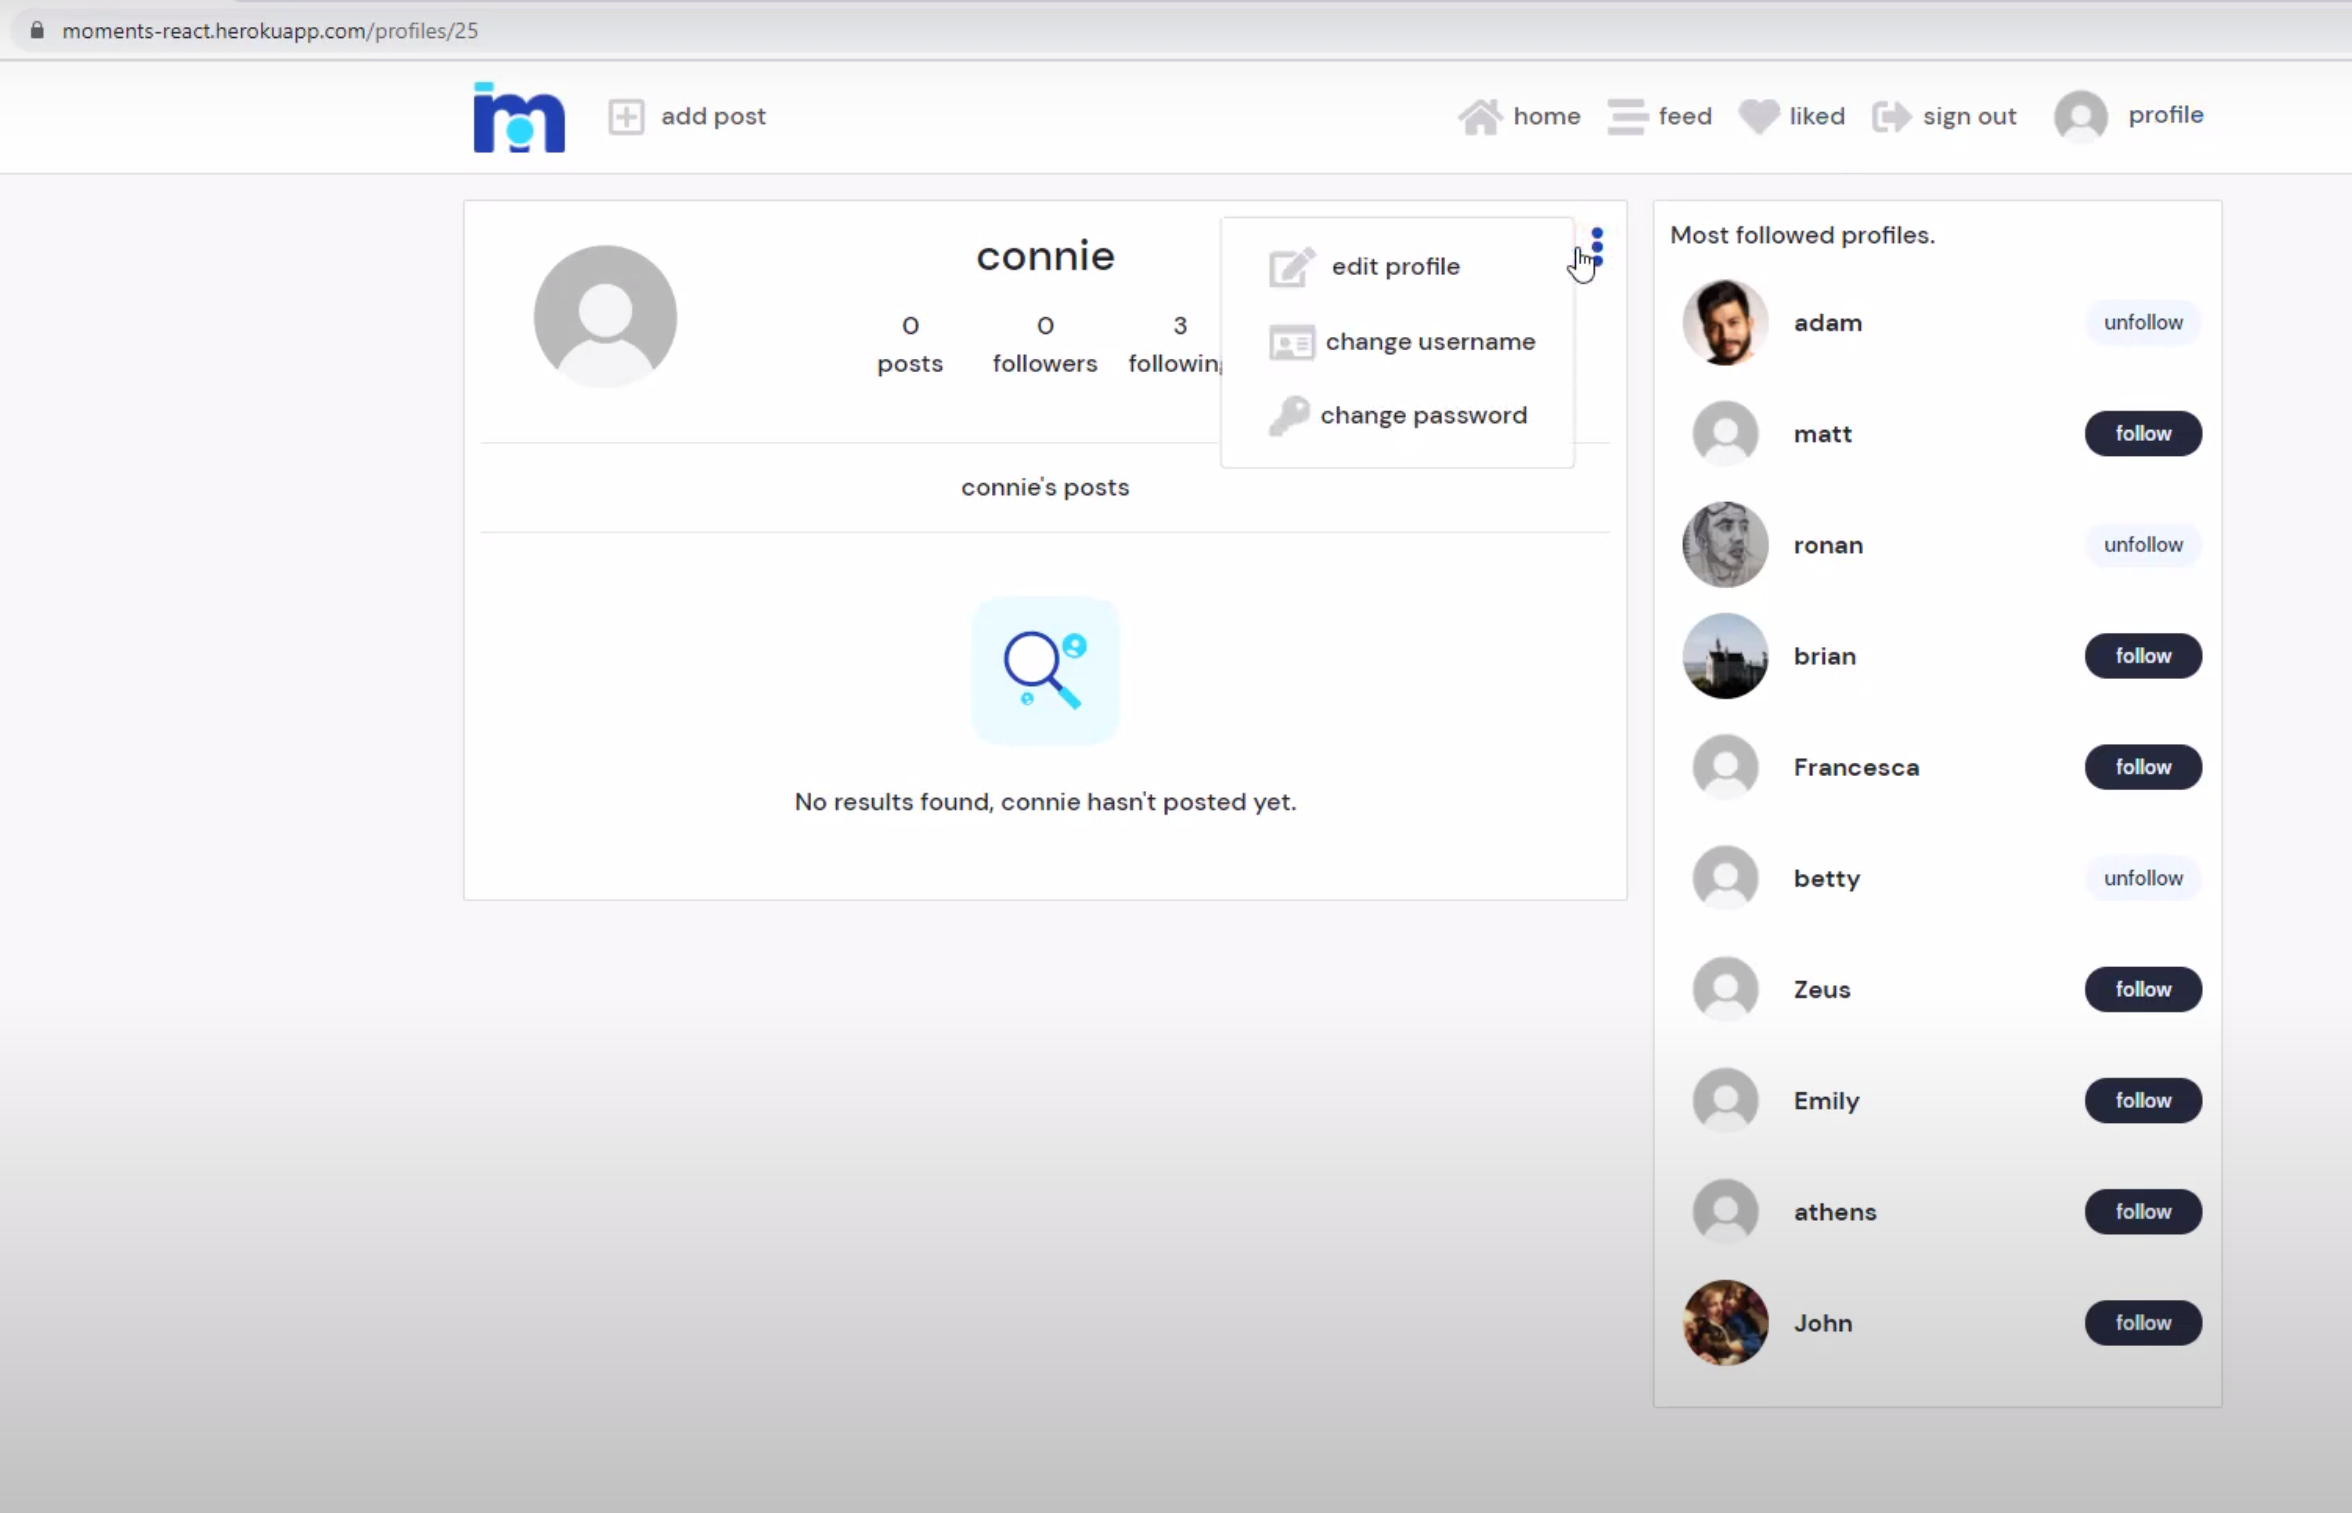 moments-react.herokuapp.com/profiles/25
m add post home feed liked sign out profile
connie
0 0 3
posts followers following
edit profile
change username
change password
connie's posts
No results found, connie hasn't posted yet.
Most followed profiles.
adam unfollow
matt follow
ronan unfollow
brian follow
Francesca follow
betty unfollow
Zeus follow
Emily follow
athens follow
John follow